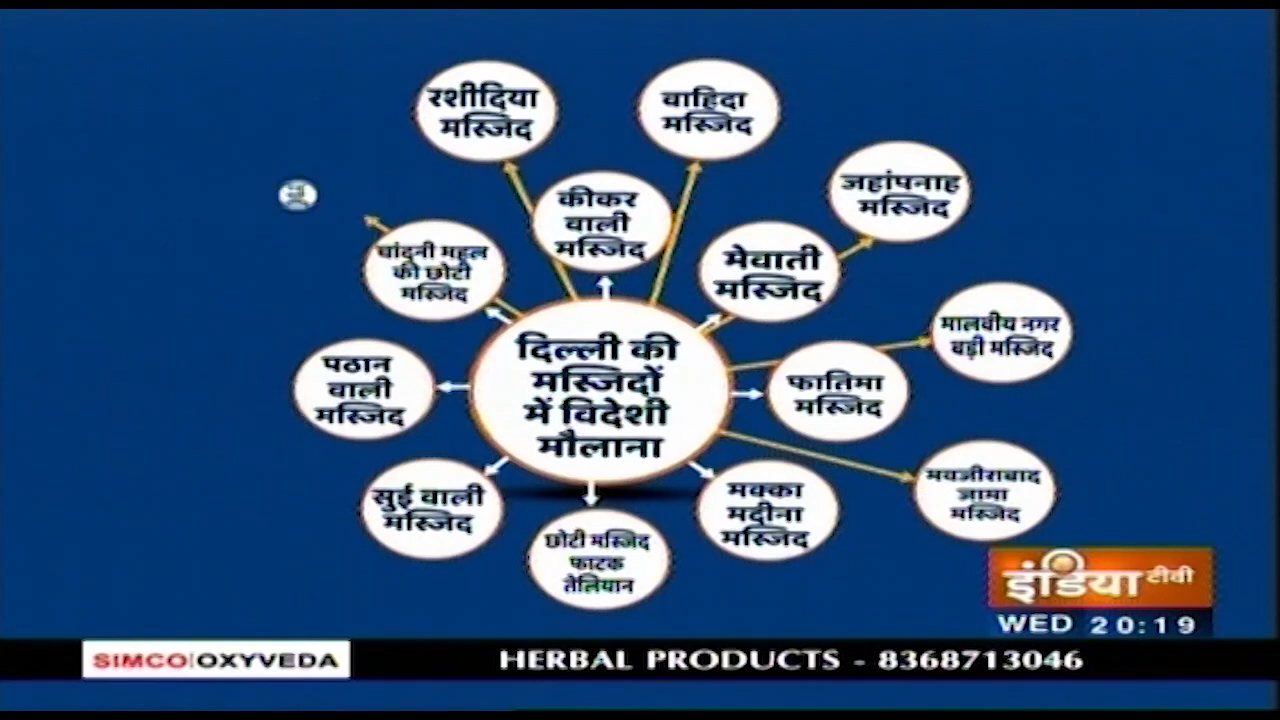 रशीदिया
मस्जिद
वाहिदा
मस्जिद
जहांपनाह
मस्जिद
कीकर
वाली
मस्जिद
चांदनी महल
की छोटी
मस्जिद
मेवाती
मस्जिद
मालवीय नगर
बड़ी मस्जिद
दिल्ली की
मस्जिदों
में विदेशी
मौलाना
पठान
वाली
मस्जिद
फातिमा
मस्जिद
सुई वाली
मस्जिद
मक्का
मदीना
मस्जिद
मवजीराबाद
जामा
मस्जिद
छोटी मस्जिद
फाटक
तेलियान
इंडिया टीवी
WED 20:19
SIMCO|OXYVEDA
HERBAL PRODUCTS - 8368713046